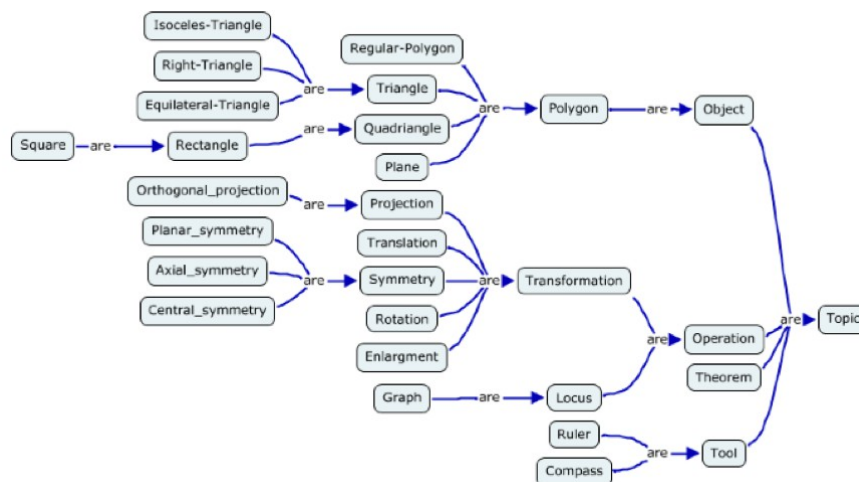 Isoceles-Triangle
Regular-Polygon
Right-Triangle
are
Triangle
Equilateral-Triangle
are
Polygon
are
Object
Square
are
Rectangle
are
Quadriangle
Plane
Orthogonal_projection
are
Projection
Planar_symmetry
Translation
Axial_symmetry
are
Symmetry
are
Transformation
Central_symmetry
Rotation
Enlargment
are
Operation
are
Topic
Theorem
Graph
are
Locus
Ruler
are
Tool
Compass